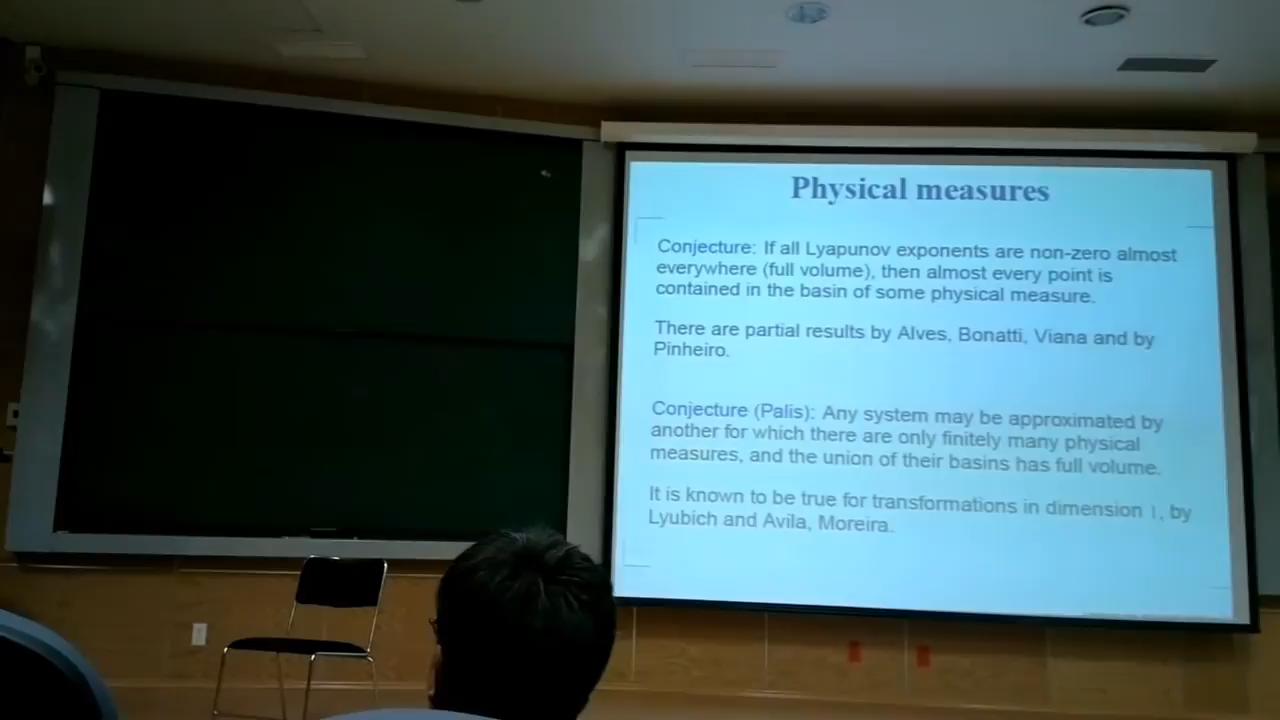 Physical measures
Conjecture: If all Lyapunov exponents are non-zero almost
everywhere (full volume), then almost every point is
contained in the basin of some physical measure.
There are partial results by Alves, Bonatti, Viana and by
Pinheiro.
Conjecture (Palis): Any system may be approximated by
another for which there are only finitely many physical
measures, and the union of their basins has full volume.
It is known to be true for transformations in dimension 1, by
Lyubich and Avila, Moreira.